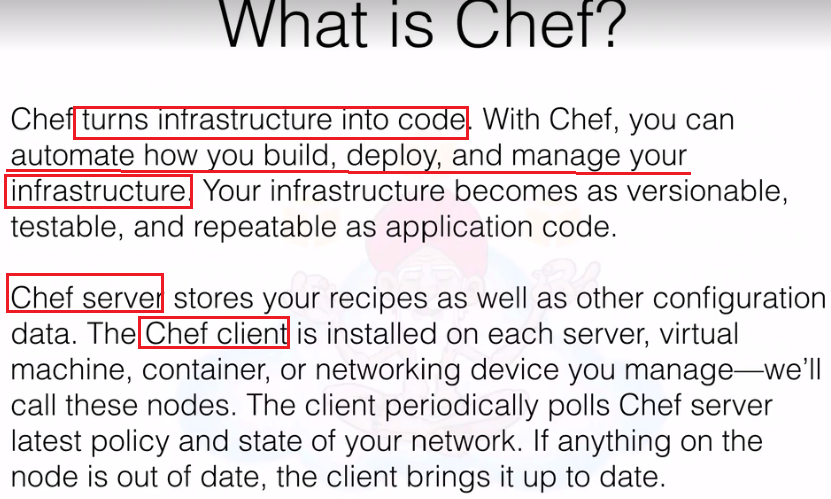 What is Chef?
Chef turns infrastructure into code. With Chef, you can
automate how you build, deploy, and manage your
infrastructure. Your infrastructure becomes as versionable,
testable, and repeatable as application code.
Chef server stores your recipes as well as other configuration
data. The Chef client is installed on each server, virtual
machine, container, or networking device you manage—we'll
call these nodes. The client periodically polls Chef server
latest policy and state of your network. If anything on the
node is out of date, the client brings it up to date.